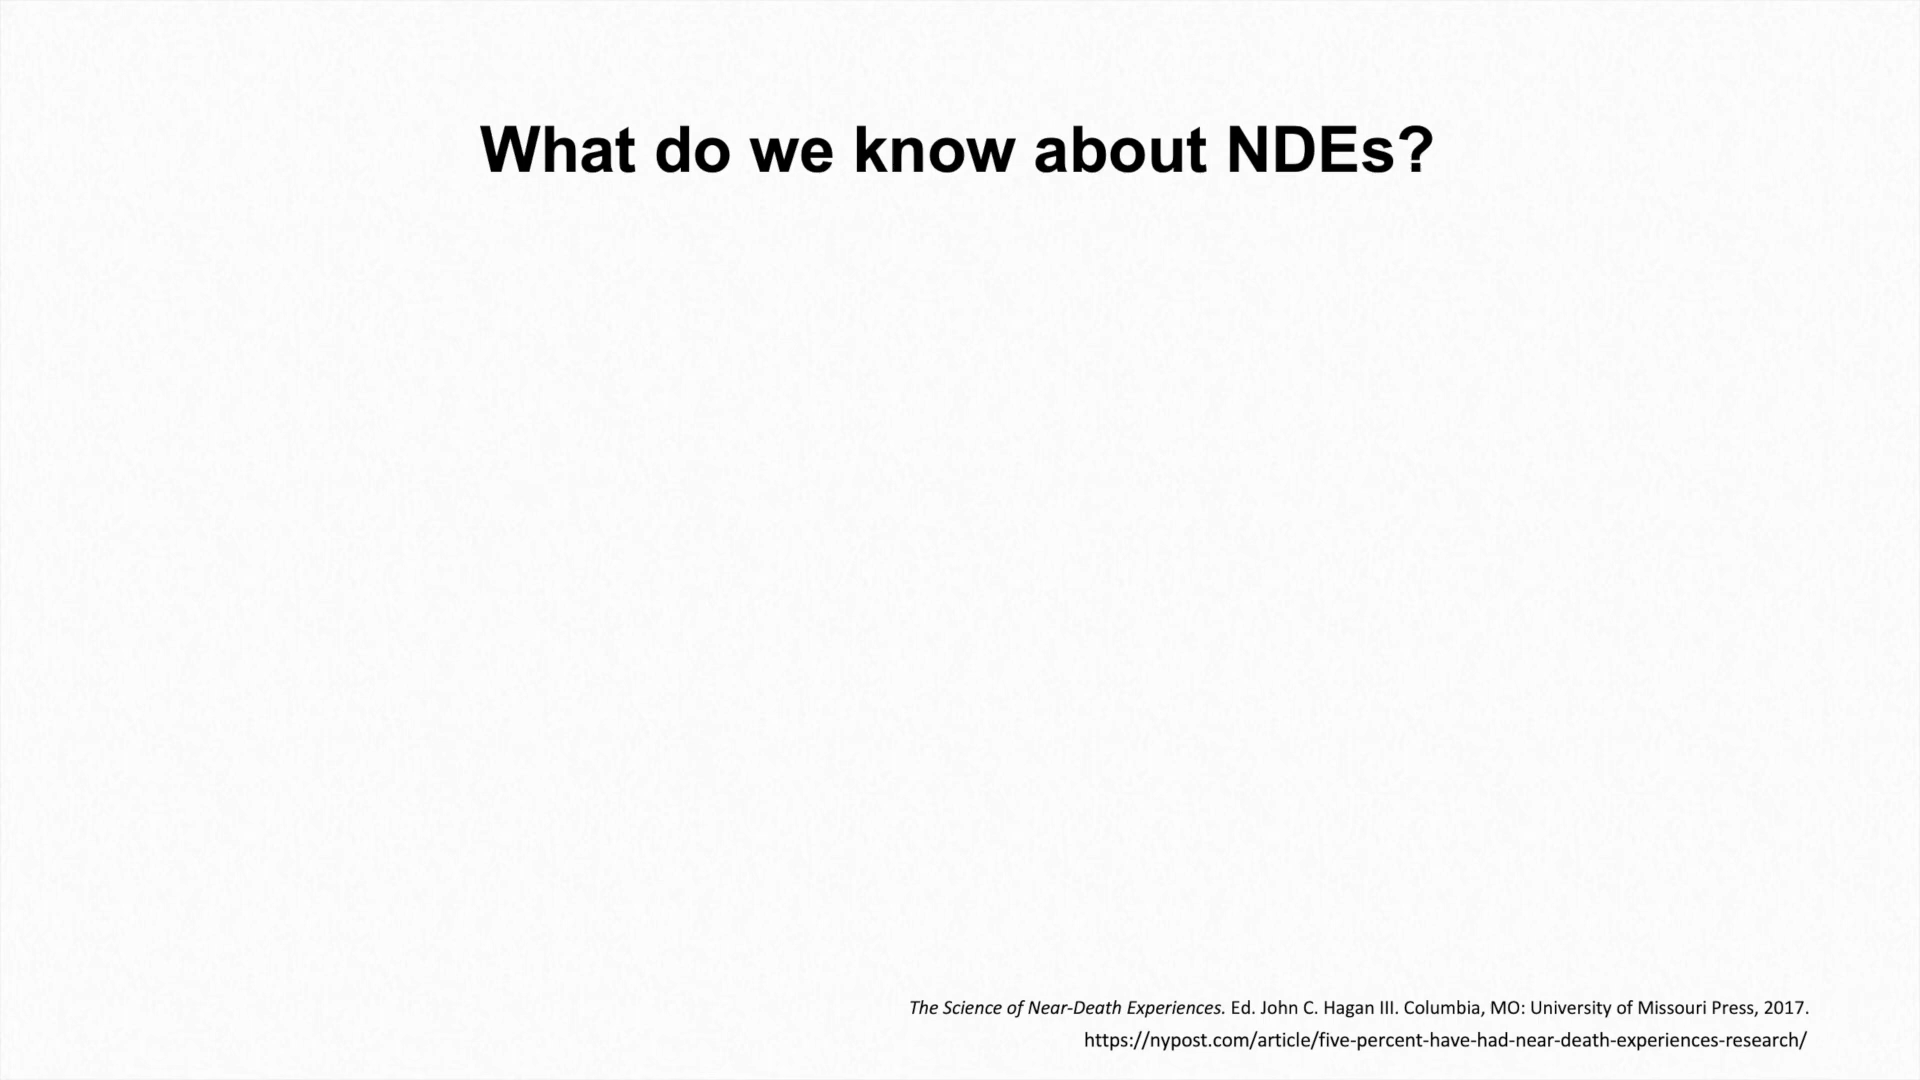 What do we know about NDEs?
The Science of Near-Death Experiences. Ed. John C. Hagan III. Columbia, MO: University of Missouri Press, 2017.
https://nypost.com/article/five-percent-have-had-near-death-experiences-research/